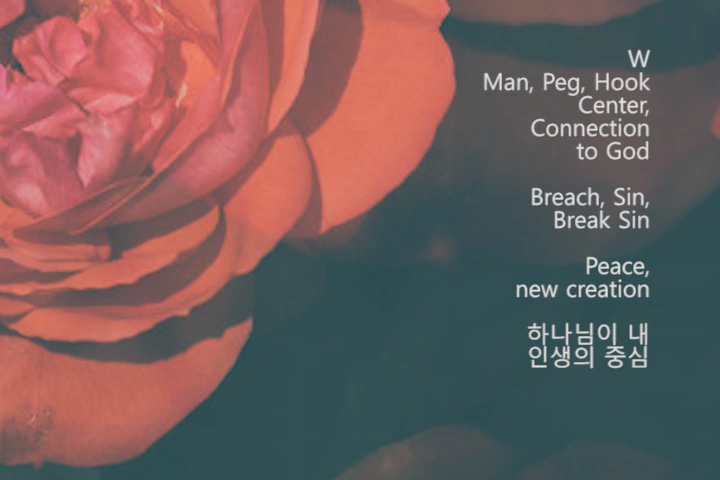 W
Man, Peg, Hook
Center,
Connection
to God
Breach, Sin,
Break Sin
Peace,
new creation
하나님이 내
인생의 중심